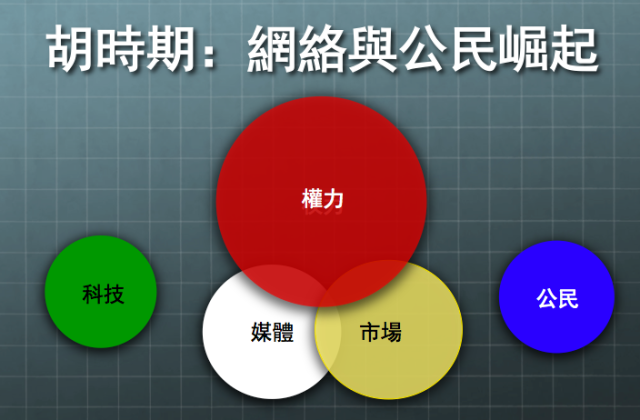 胡時期：網絡與公民崛起
權力
科技
公民
媒體
市場